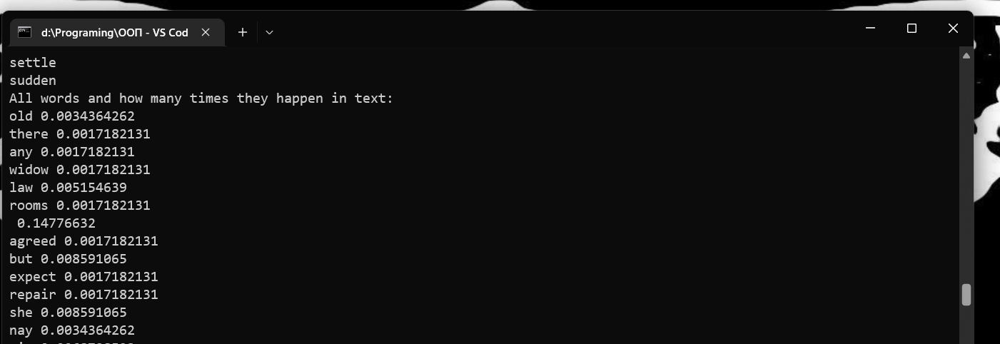 d:\Programing\ООП - VS Cod
settle
sudden
All words and how many times they happen in text:
old 0.0034364262
there 0.0017182131
any 0.0017182131
widow 0.0017182131
law 0.005154639
rooms 0.0017182131
0.14776632
agreed 0.0017182131
but 0.008591065
expect 0.0017182131
repair 0.0017182131
she 0.008591065
nay 0.0034364262